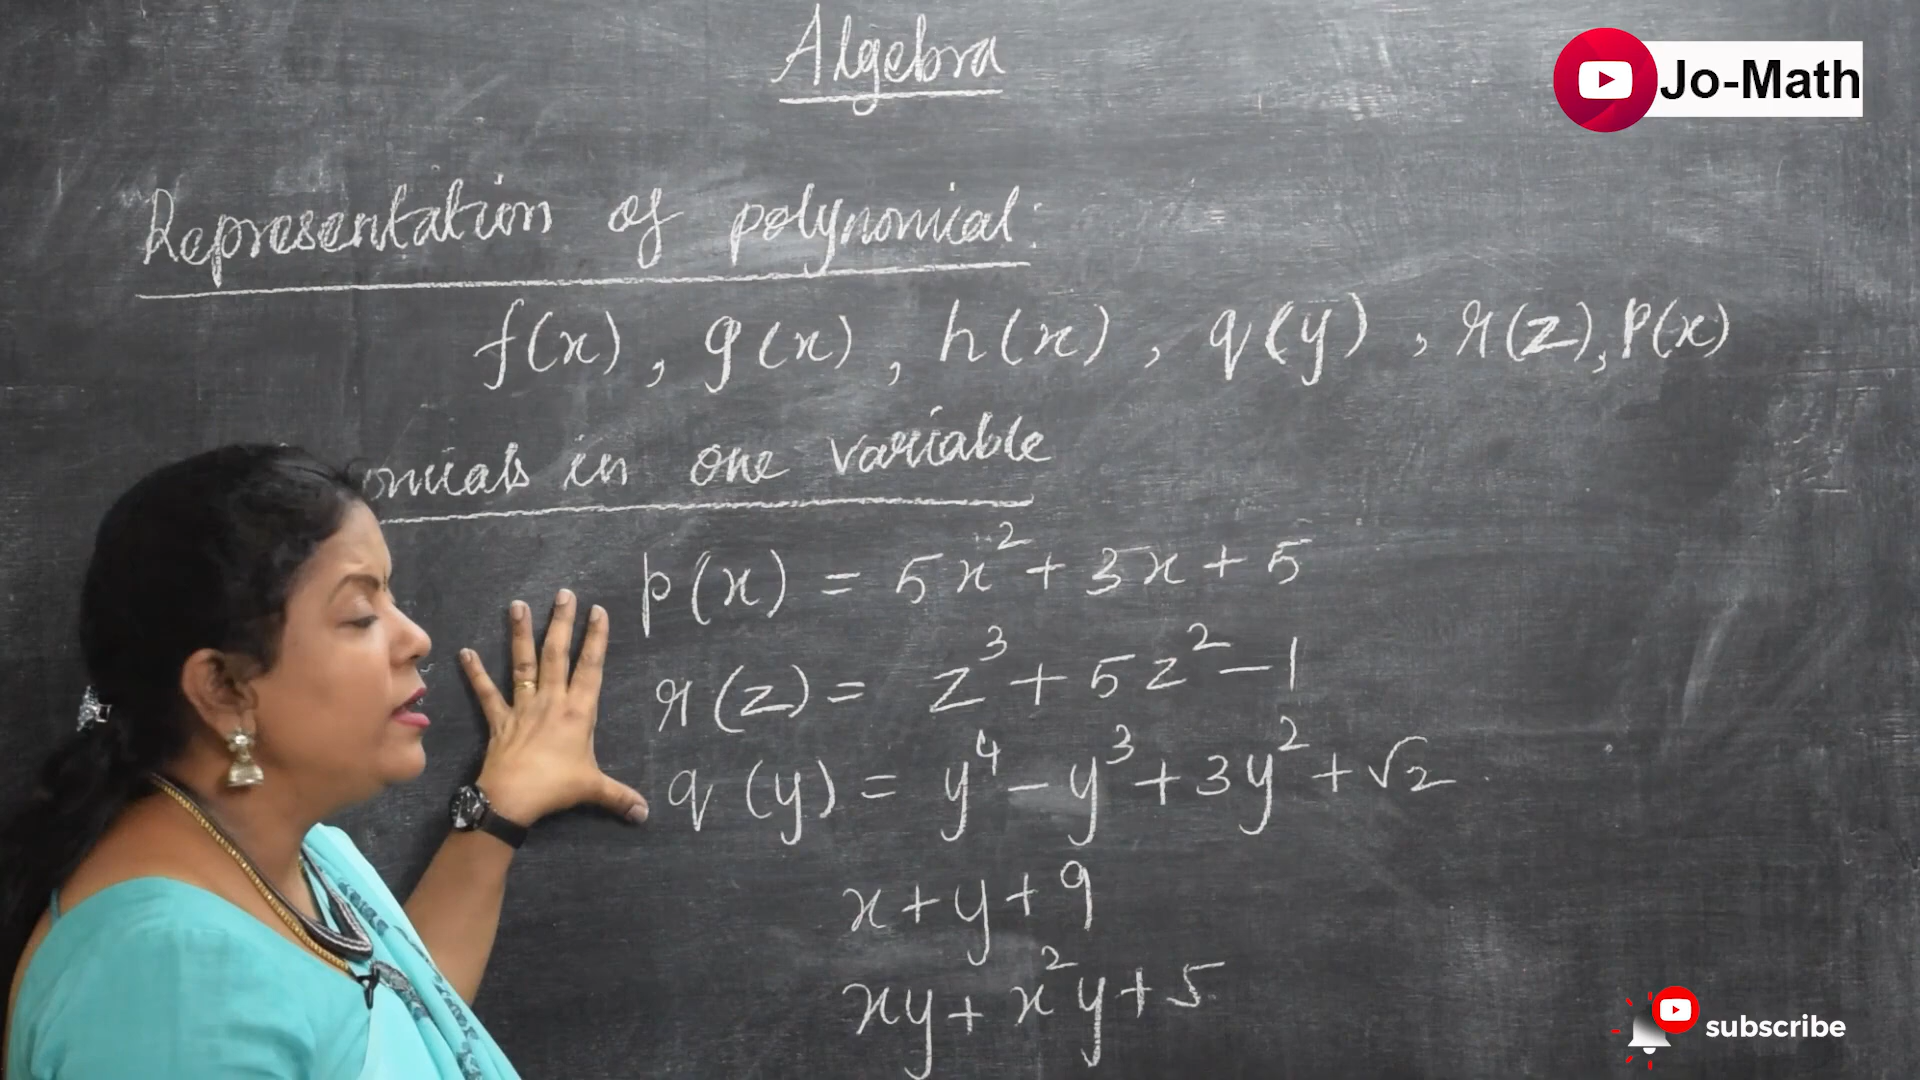 Algebra
Jo-Math
Representation of polynomial:
f(x), g(x), h(x), q(y), r(z), p(x)
in one variable
p(x) = 5x² + 3x + 5
r(z) = z³ + 5z² - 1
q(y) = y⁴ - y³ + 3y² + √2
x + y + 9
xy + x²y + 5
subscribe